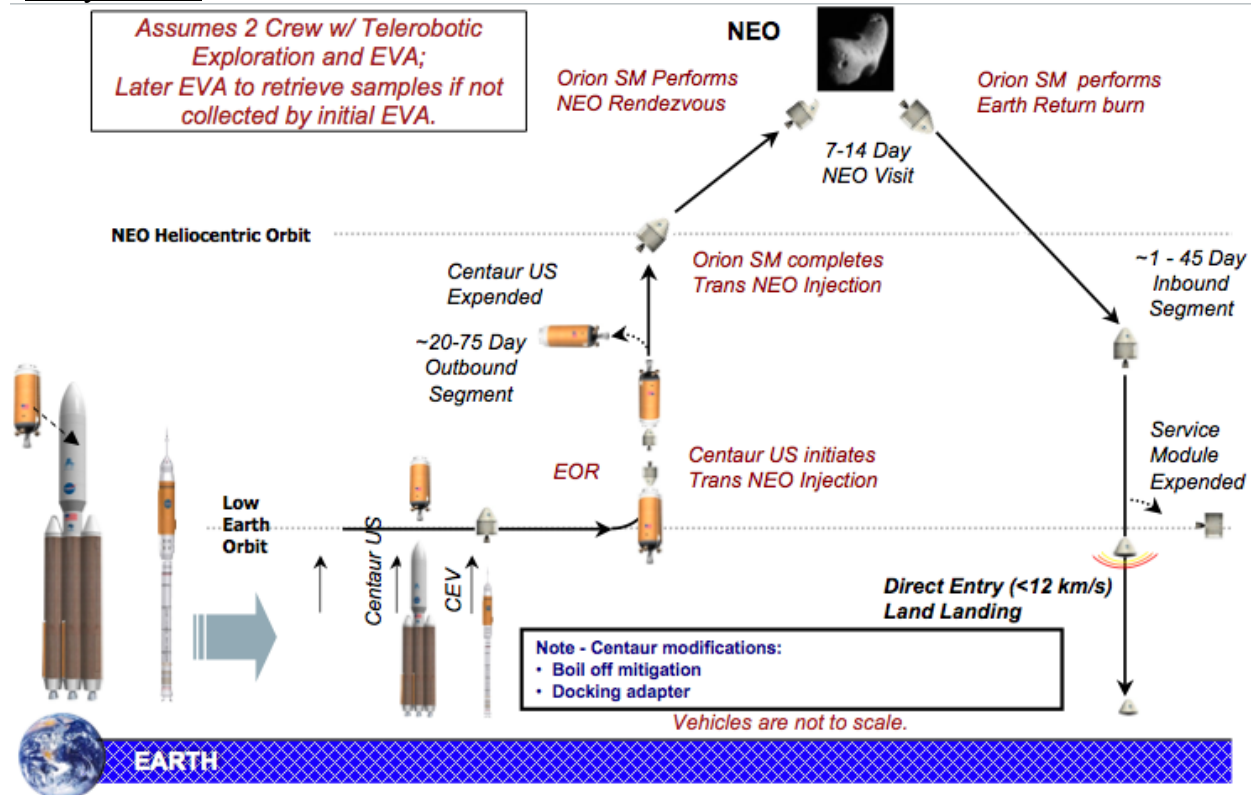 Assumes 2 Crew w/ Telerobotic
Exploration and EVA;
Later EVA to retrieve samples if not
collected by initial EVA.
NEO
Orion SM Performs
NEO Rendezvous
Orion SM performs
Earth Return burn
7-14 Day
NEO Visit
NEO Heliocentric Orbit
Orion SM completes
Trans NEO Injection
Centaur US
Expended
~1 - 45 Day
Inbound
Segment
~20-75 Day
Outbound
Segment
EOR
Centaur US initiates
Trans NEO Injection
Service
Module
Expended
Low
Earth
Orbit
Centaur US
CEV
Direct Entry (<12 km/s)
Land Landing
Note - Centaur modifications:
• Boil off mitigation
• Docking adapter
Vehicles are not to scale.
EARTH